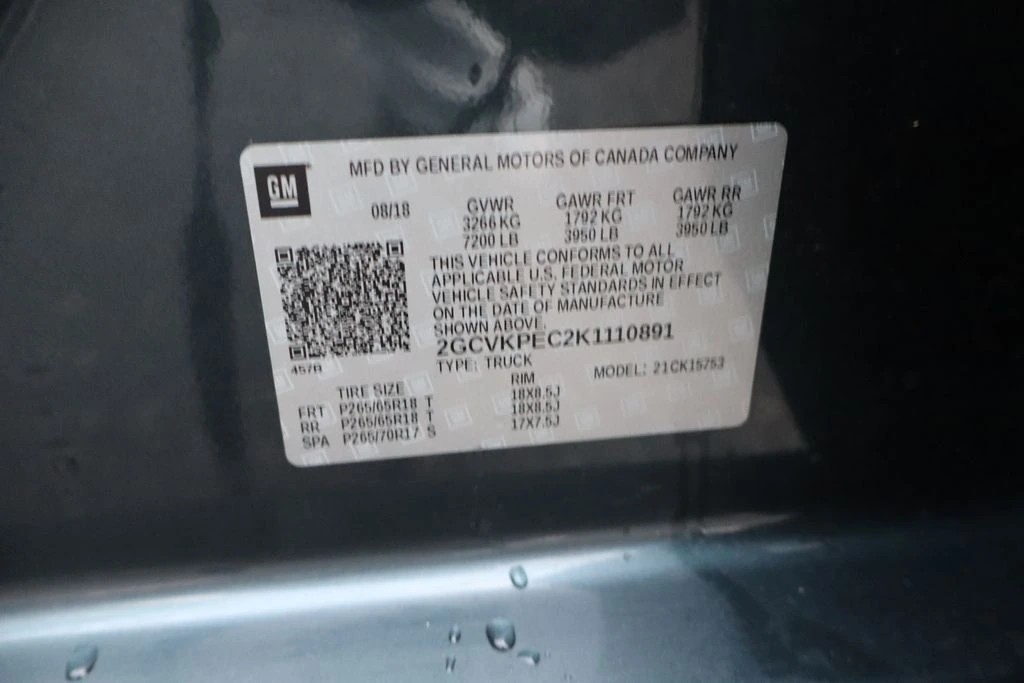 MFD BY GENERAL MOTORS OF CANADA COMPANY
GM
08/18
GVWR GAWR FRT GAWR RR
3266 KG 1792 KG 1792 KG
7200 LB 3950 LB 3950 LB
THIS VEHICLE CONFORMS TO ALL
APPLICABLE U.S. FEDERAL MOTOR
VEHICLE SAFETY STANDARDS IN EFFECT
ON THE DATE OF MANUFACTURE
SHOWN ABOVE.
2GCVKPEC2K1110891
457B
TYPE: TRUCK MODEL: 21CK15753
TIRE SIZE RIM
FRT P265/65R18 T 18X8.5J
RR P265/65R18 T 18X8.5J
SPA P265/70R17 S 17X7.5J